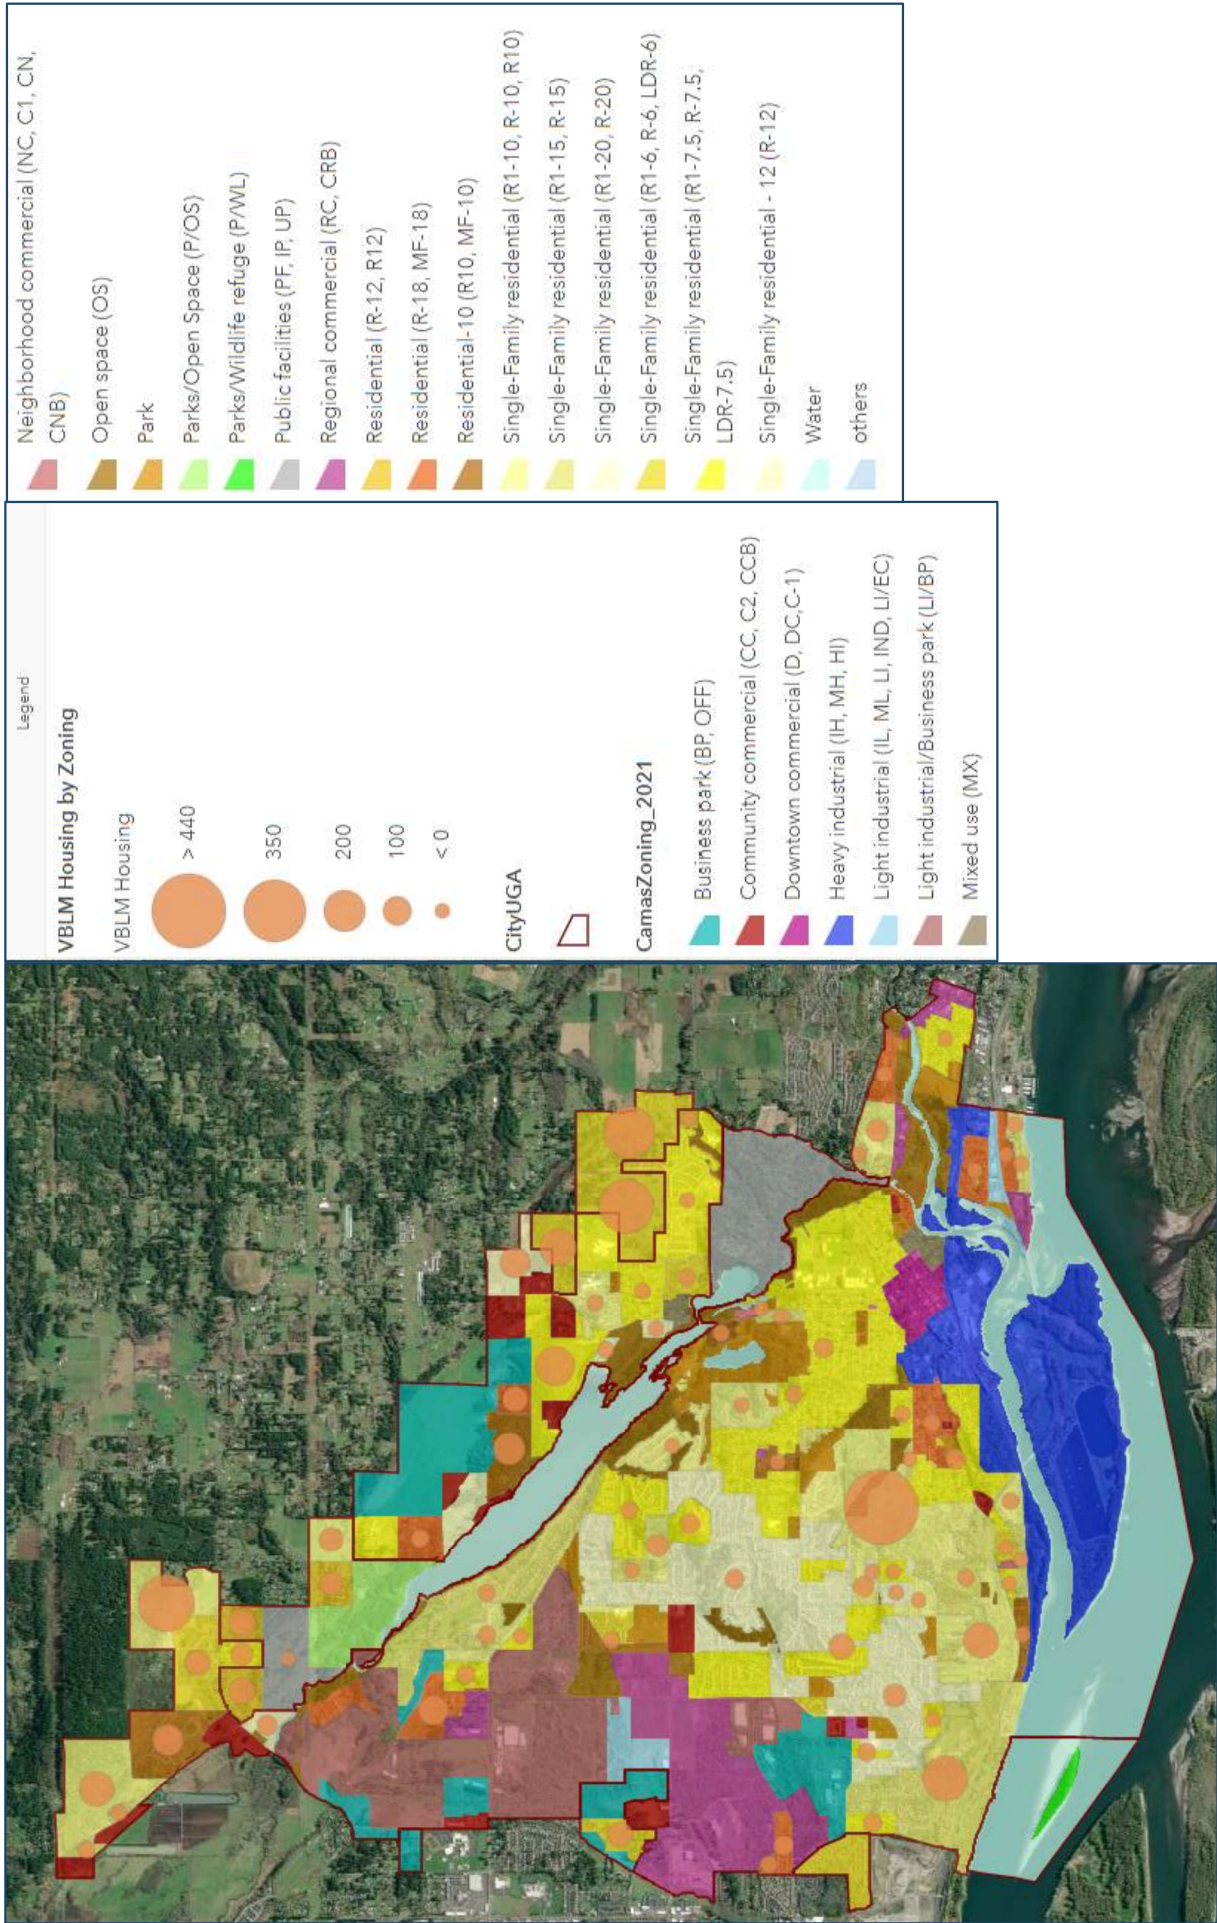 Legend
VBLM Housing by Zoning
VBLM Housing
> 440
350
200
100
< 0
CityUGA
CamasZoning_2021
Business park (BP, OFF)
Community commercial (CC, C2, CCB)
Downtown commercial (D, DC,C-1)
Heavy industrial (IH, MH, HI)
Light industrial (IL, ML, LI, IND, LI/EC)
Light industrial/Business park (LI/BP)
Mixed use (MX)
Neighborhood commercial (NC, C1, CN,
CNB)
Open space (OS)
Park
Parks/Open Space (P/OS)
Parks/Wildlife refuge (P/WL)
Public facilities (PF, IP, UP)
Regional commercial (RC, CRB)
Residential (R-12, R12)
Residential (R-18, MF-18)
Residential-10 (R10, MF-10)
Single-Family residential (R1-10, R-10, R10)
Single-Family residential (R1-15, R-15)
Single-Family residential (R1-20, R-20)
Single-Family residential (R1-6, R-6, LDR-6)
Single-Family residential (R1-7.5, R-7.5,
LDR-7.5)
Single-Family residential - 12 (R-12)
Water
others